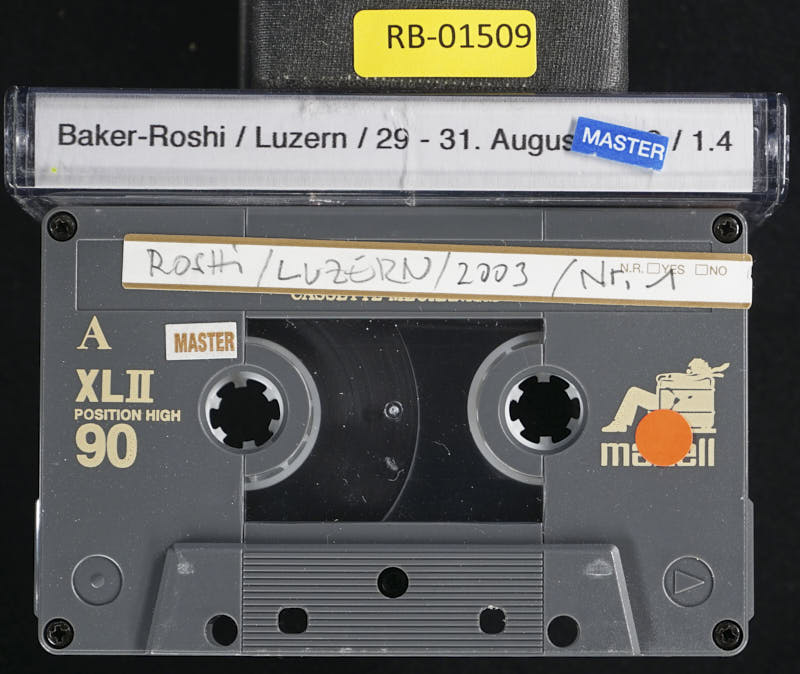 RB-01509
Baker-Roshi / Luzern / 29 - 31. Augus MASTER / 1.4
ROSHI / LUZERN / 2003 / Nr. 1
N.R. YES NO
A
MASTER
XLII
POSITION HIGH
90
maxell